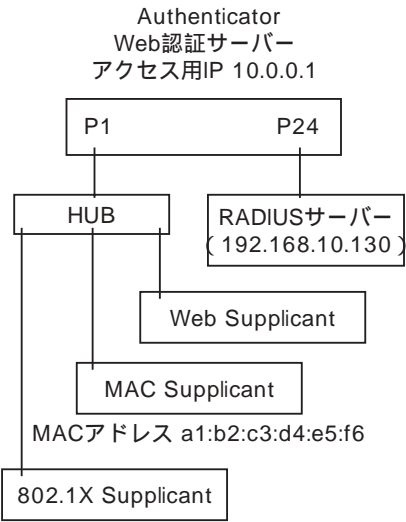 Authenticator
Web認証サーバー
アクセス用IP 10.0.0.1
P1 P24
HUB
RADIUSサーバー
(192.168.10.130)
Web Supplicant
MAC Supplicant
MACアドレス a1:b2:c3:d4:e5:f6
802.1X Supplicant